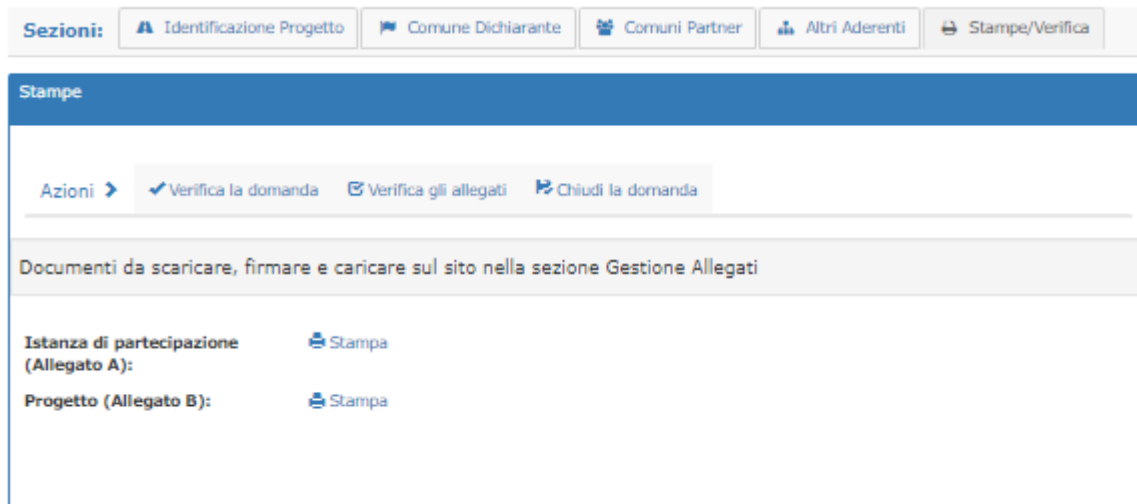 Sezioni: Identificazione Progetto Comune Dichiarante Comuni Partner Altri Aderenti Stampe/Verifica
Stampe
Azioni Verifica la domanda Verifica gli allegati Chiudi la domanda
Documenti da scaricare, firmare e caricare sul sito nella sezione Gestione Allegati
Istanza di partecipazione Stampa
(Allegato A):
Progetto (Allegato B): Stampa